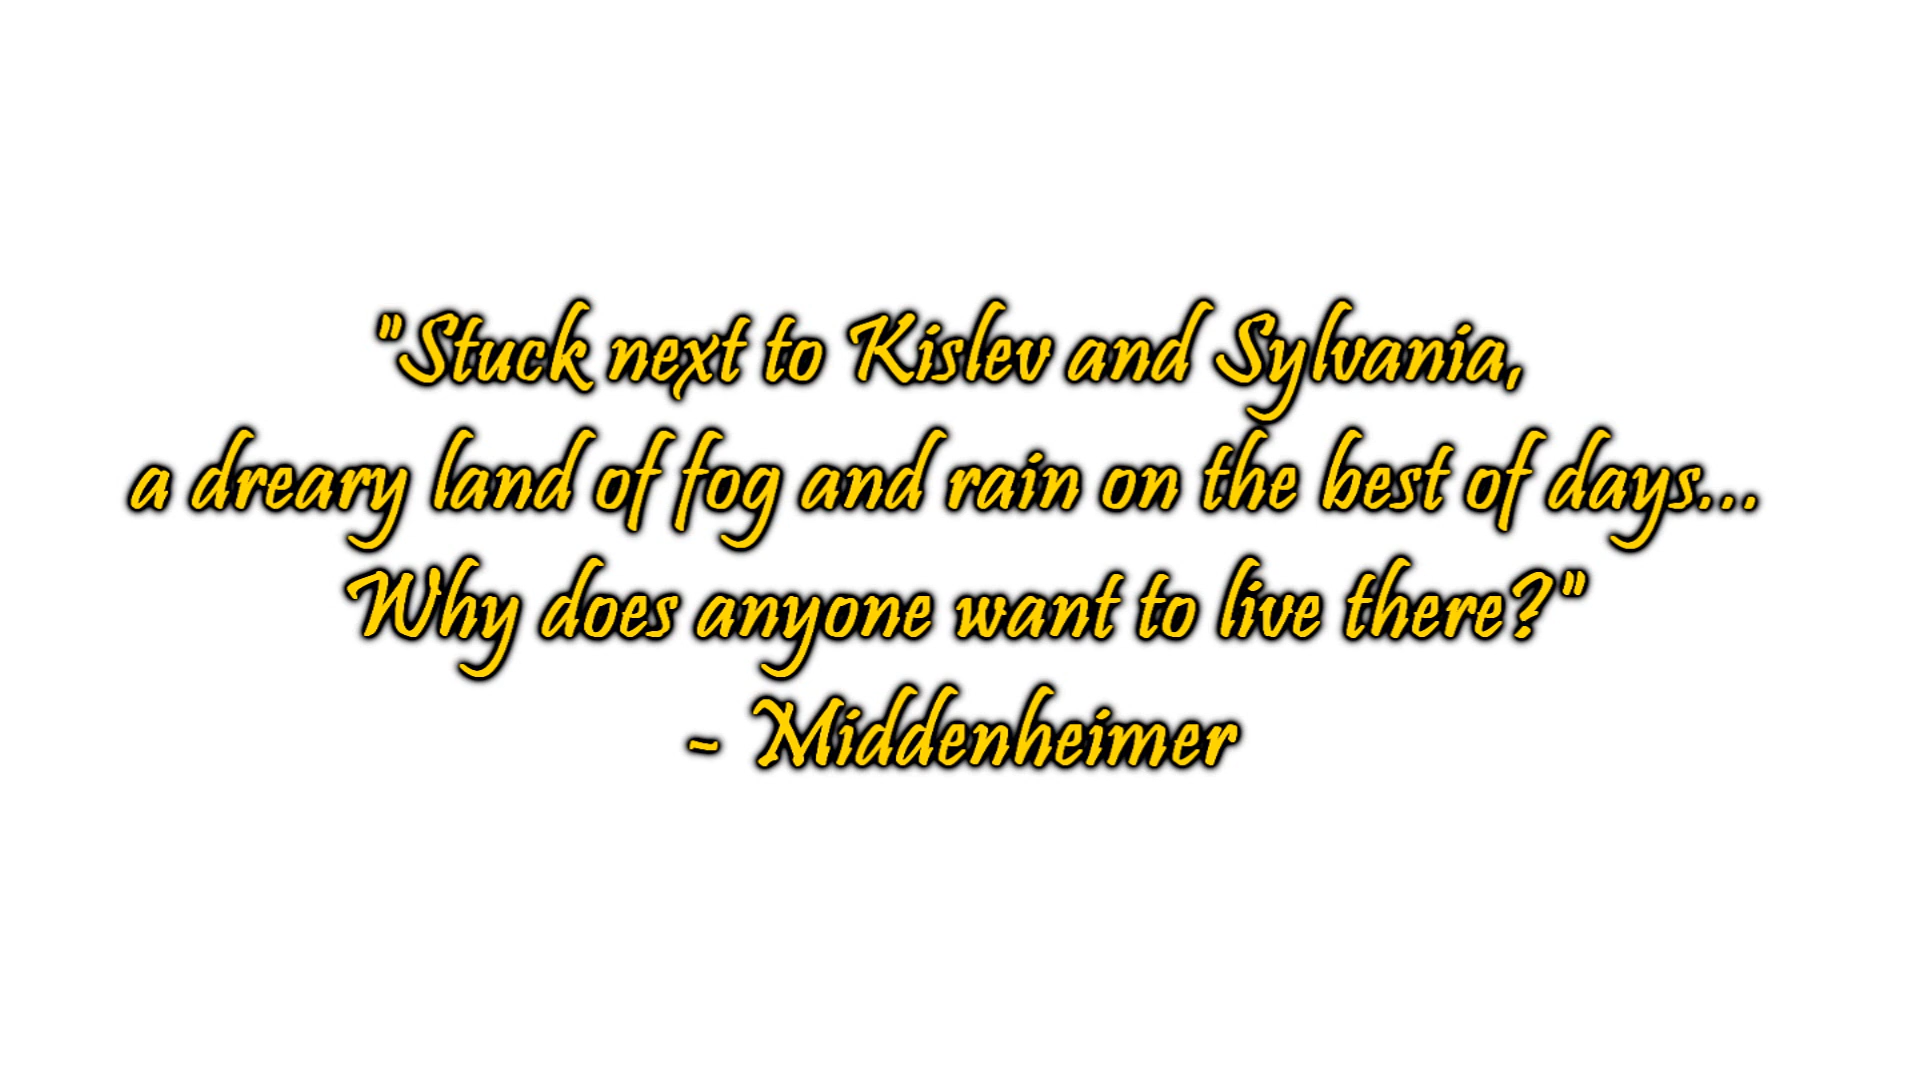 "Stuck next to Kislev and Sylvania,
a dreary land of fog and rain on the best of days...
Why does anyone want to live there?"
- Middenheimer